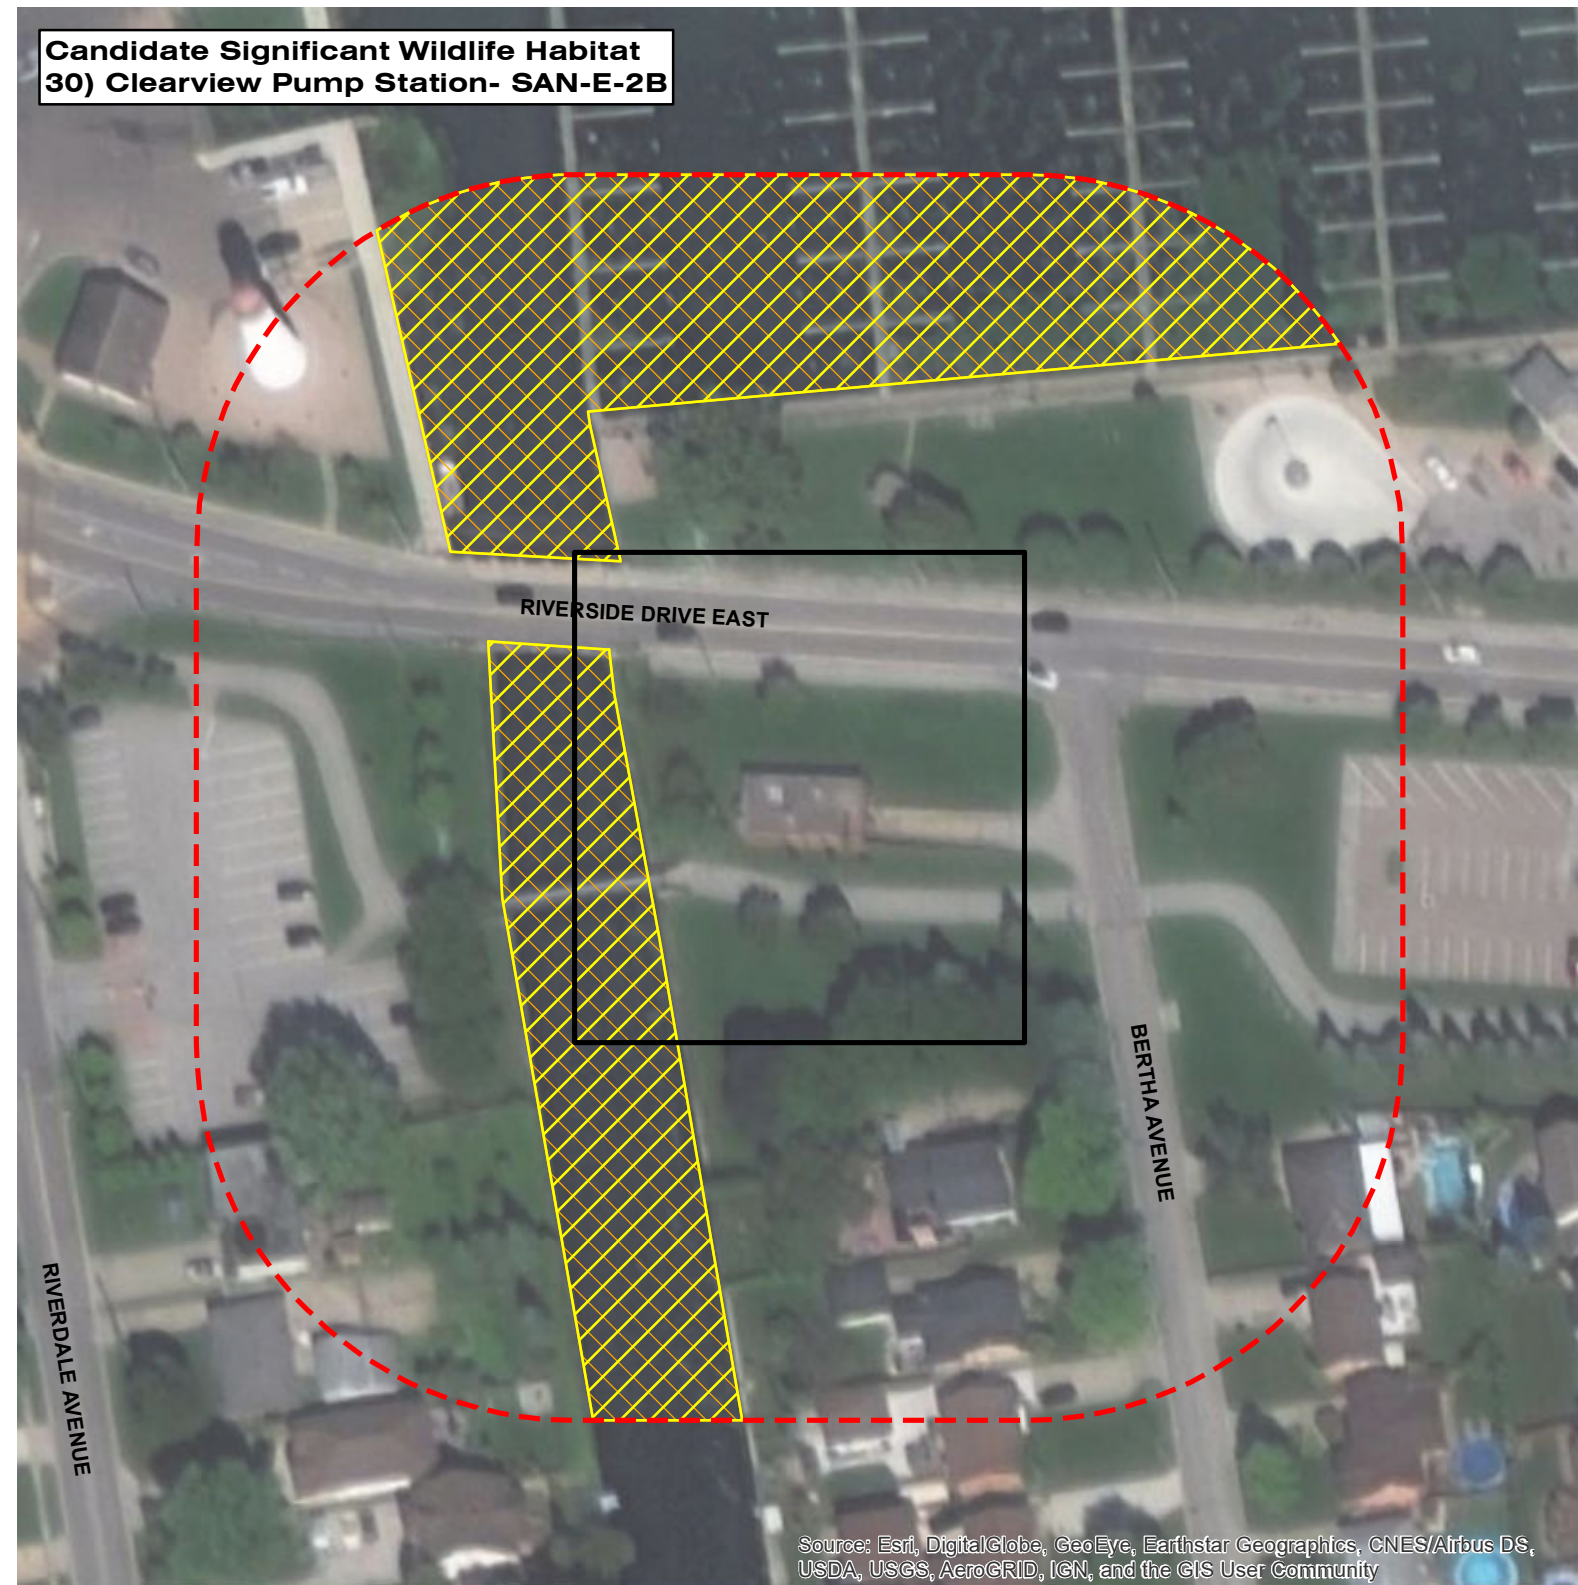 Candidate Significant Wildlife Habitat
30) Clearview Pump Station- SAN-E-2B
RIVERSIDE DRIVE EAST
BERTHA AVENUE
RIVERDALE AVENUE
Source: Esri, DigitalGlobe, GeoEye, Earthstar Geographics, CNES/Airbus DS,
USDA, USGS, AeroGRID, IGN, and the GIS User Community